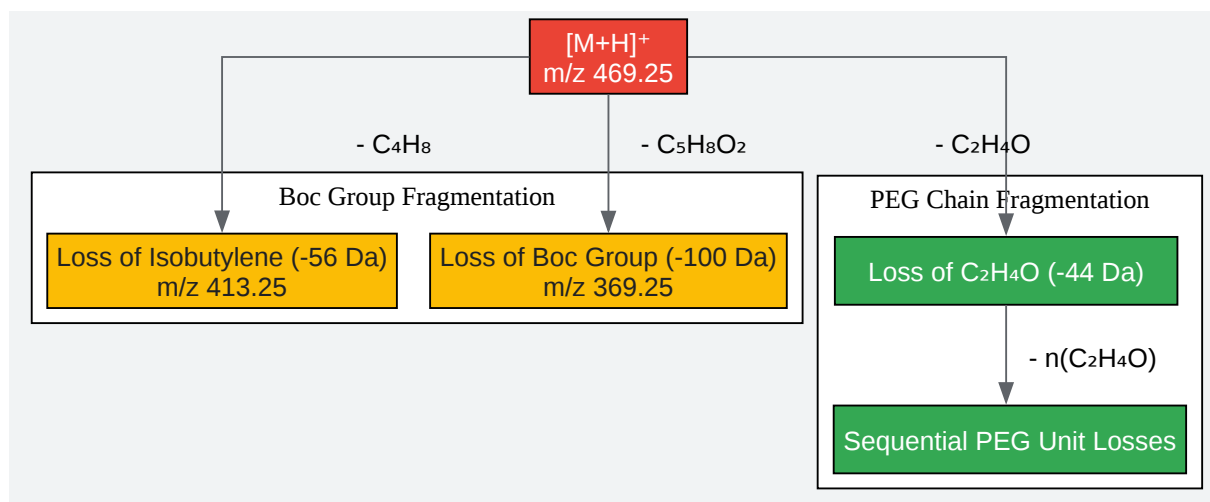 [M+H]⁺
m/z 469.25
- C₄H₈
- C₅H₈O₂
- C₂H₄O
Boc Group Fragmentation
PEG Chain Fragmentation
Loss of Isobutylene (-56 Da)
m/z 413.25
Loss of Boc Group (-100 Da)
m/z 369.25
Loss of C₂H₄O (-44 Da)
- n(C₂H₄O)
Sequential PEG Unit Losses